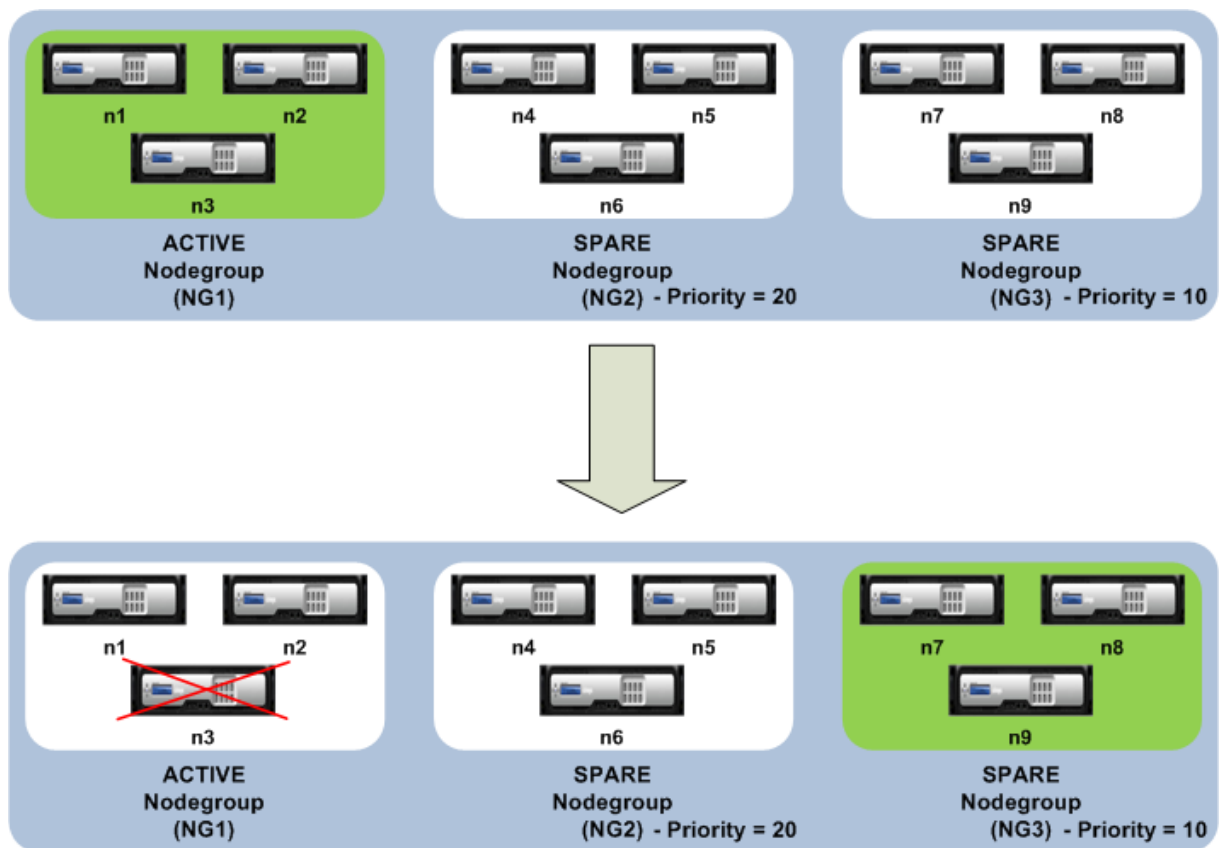 n1 n2
n3
ACTIVE
Nodegroup
(NG1)
n4 n5
n6
SPARE
Nodegroup
(NG2) - Priority = 20
n7 n8
n9
SPARE
Nodegroup
(NG3) - Priority = 10
n1 n2
n3
ACTIVE
Nodegroup
(NG1)
n4 n5
n6
SPARE
Nodegroup
(NG2) - Priority = 20
n7 n8
n9
SPARE
Nodegroup
(NG3) - Priority = 10